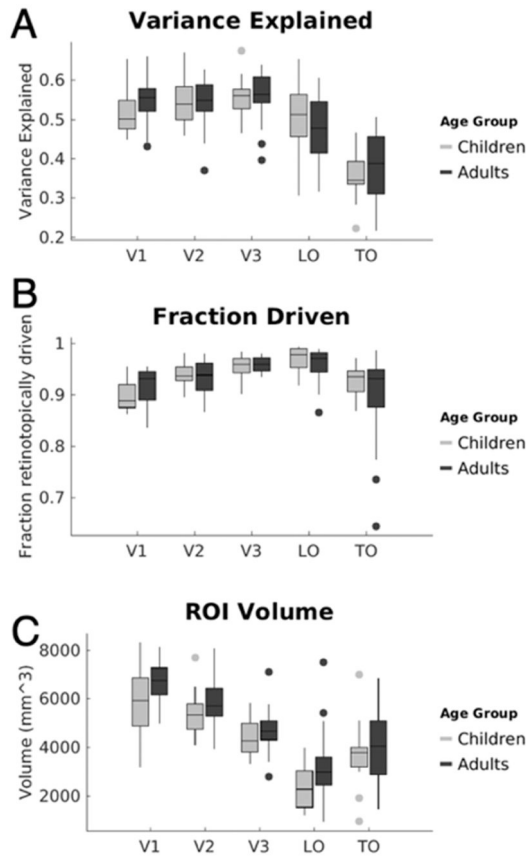 A
Variance Explained
Variance Explained
0.6
0.5
0.4
0.3
0.2
V1 V2 V3 LO TO
Age Group
Children
Adults
B
Fraction Driven
Fraction retinotopically driven
1
0.9
0.8
0.7
V1 V2 V3 LO TO
Age Group
Children
Adults
C
ROI Volume
Volume (mm^3)
8000
6000
4000
2000
V1 V2 V3 LO TO
Age Group
Children
Adults